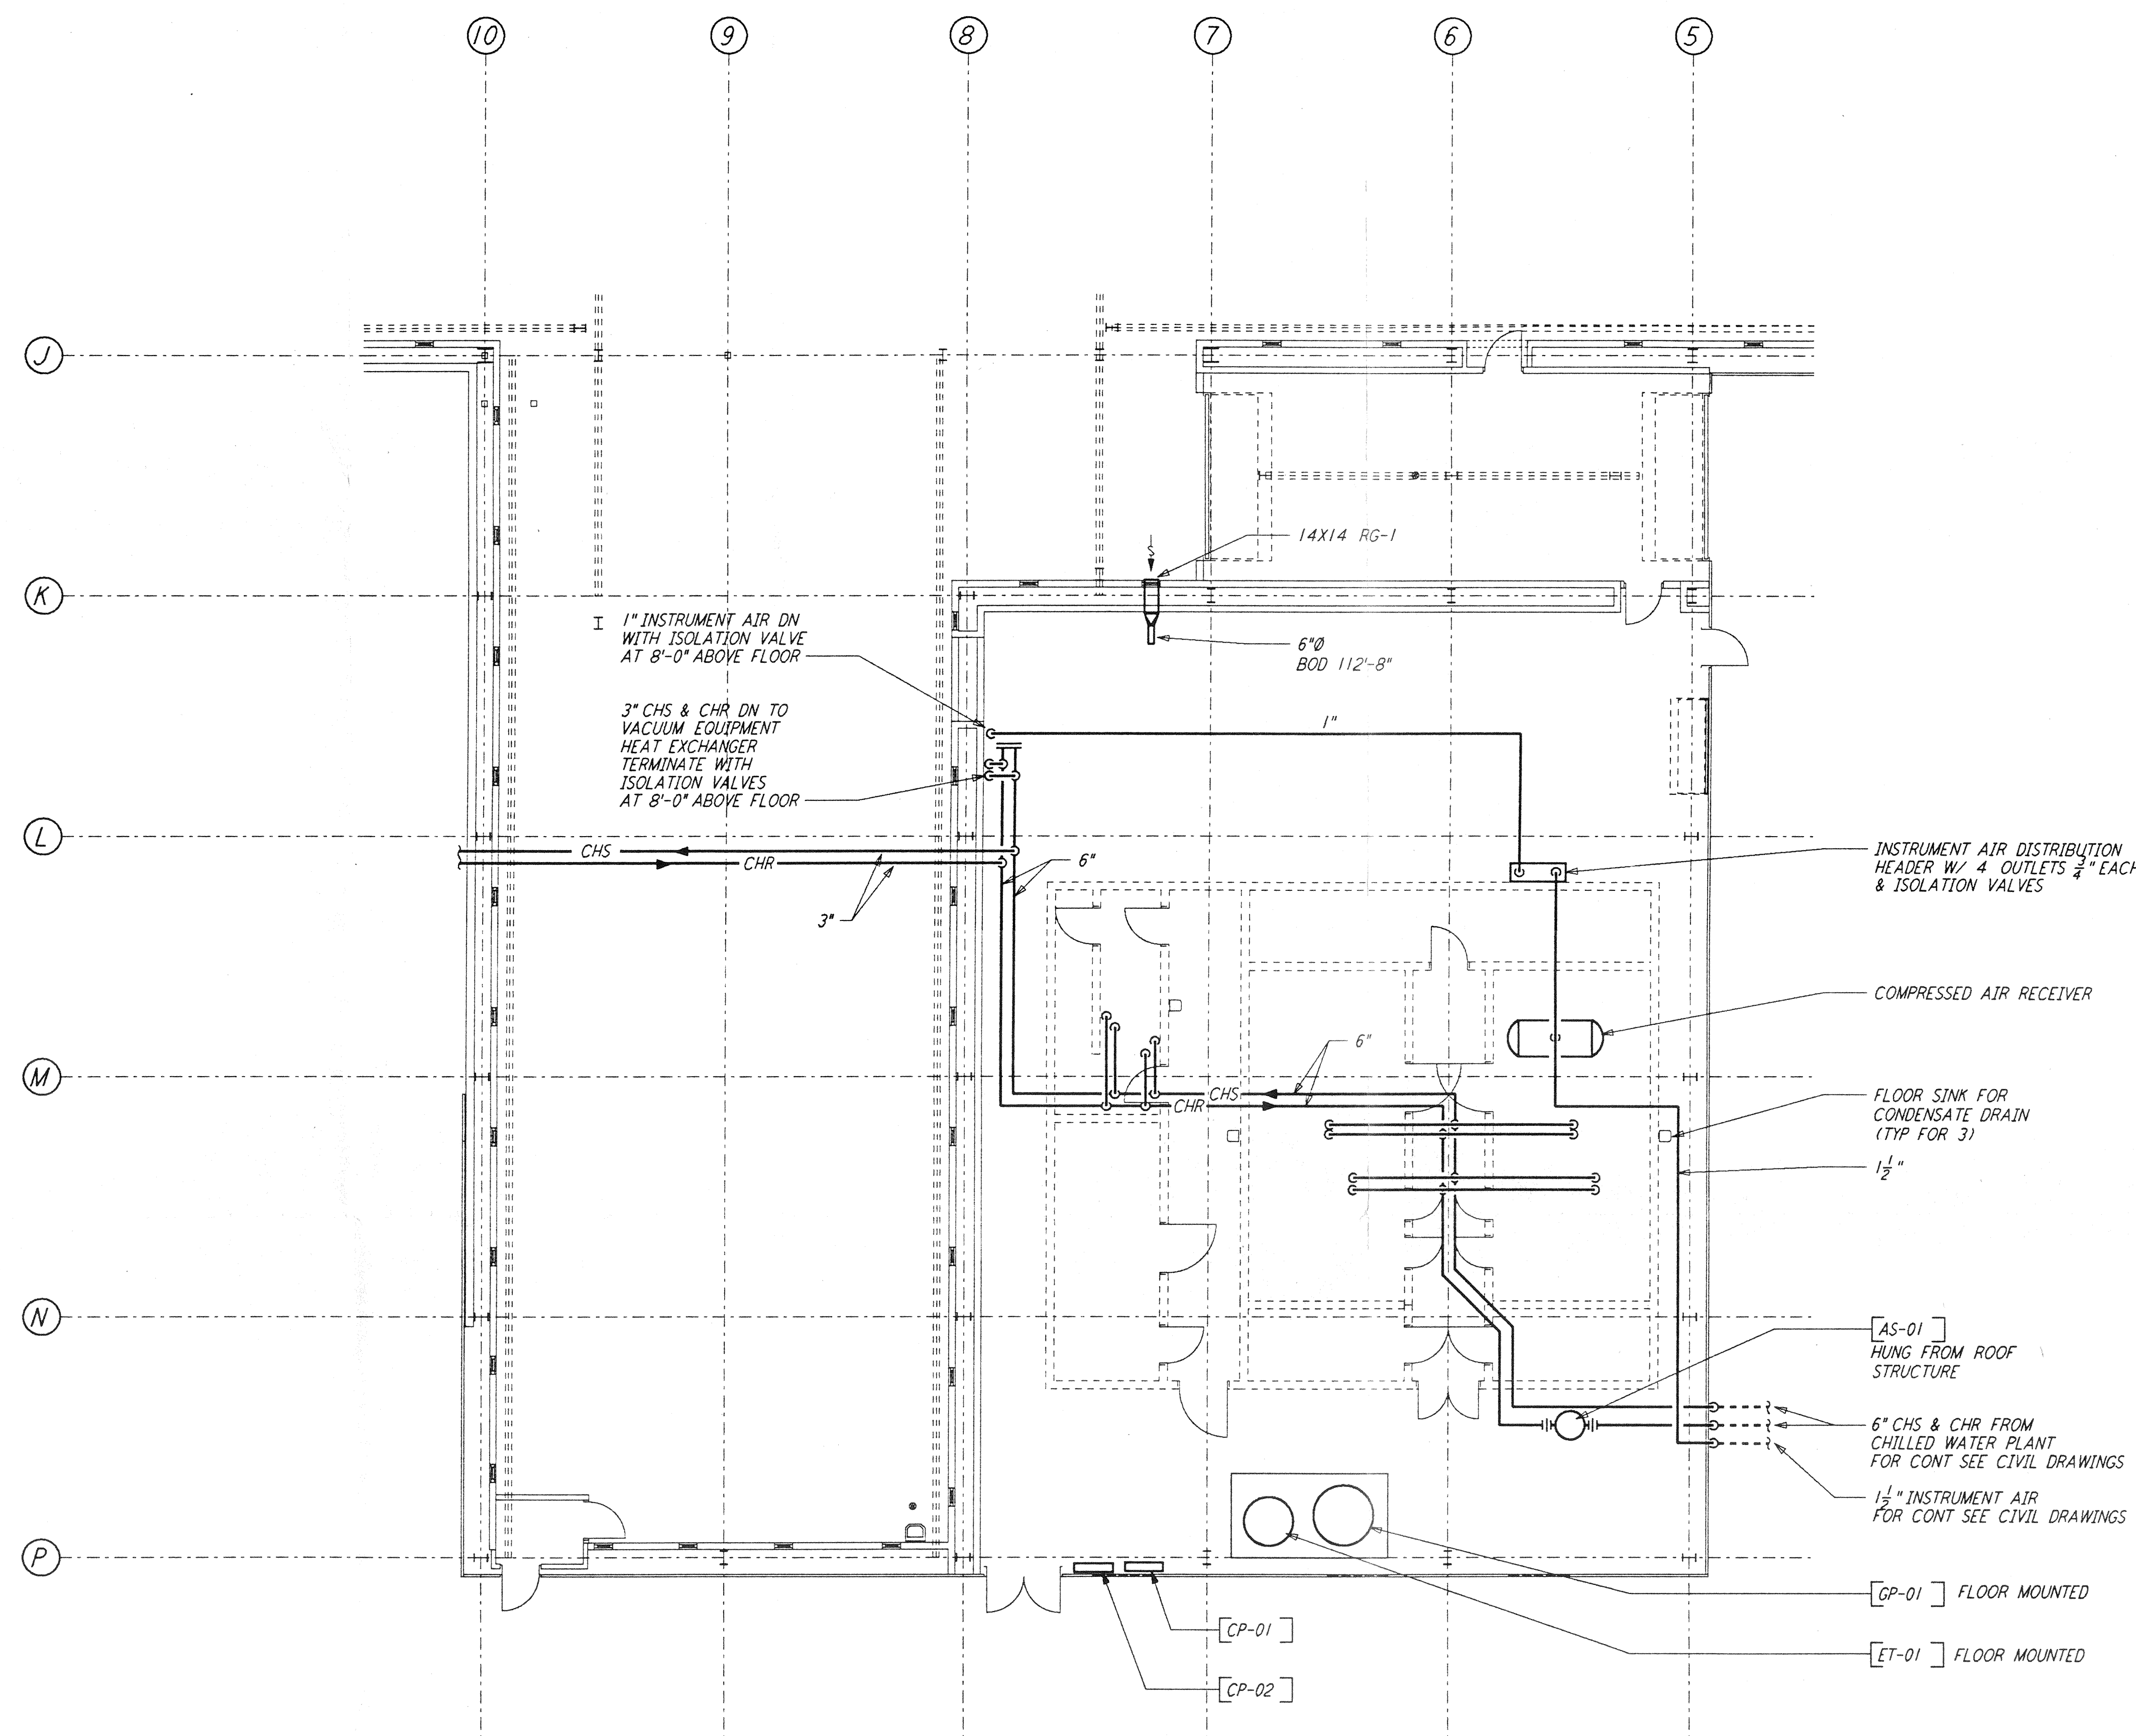 10
9
8
7
6
5
J
K
L
M
N
P
14X14 RG-1
S
6"Ø
BOD 112'-8"
1" INSTRUMENT AIR DN
WITH ISOLATION VALVE
AT 8'-0" ABOVE FLOOR
3" CHS & CHR DN TO
VACUUM EQUIPMENT
HEAT EXCHANGER
TERMINATE WITH
ISOLATION VALVES
AT 8'-0" ABOVE FLOOR
1"
CHS
CHR
6"
3"
INSTRUMENT AIR DISTRIBUTION
HEADER W/ 4 OUTLETS 3/4" EACH
& ISOLATION VALVES
COMPRESSED AIR RECEIVER
6"
CHS
CHR
FLOOR SINK FOR
CONDENSATE DRAIN
(TYP FOR 3)
1 1/2"
AS-01
HUNG FROM ROOF
STRUCTURE
6" CHS & CHR FROM
CHILLED WATER PLANT
FOR CONT SEE CIVIL DRAWINGS
1 1/2" INSTRUMENT AIR
FOR CONT SEE CIVIL DRAWINGS
GP-01 FLOOR MOUNTED
CP-01
ET-01 FLOOR MOUNTED
CP-02